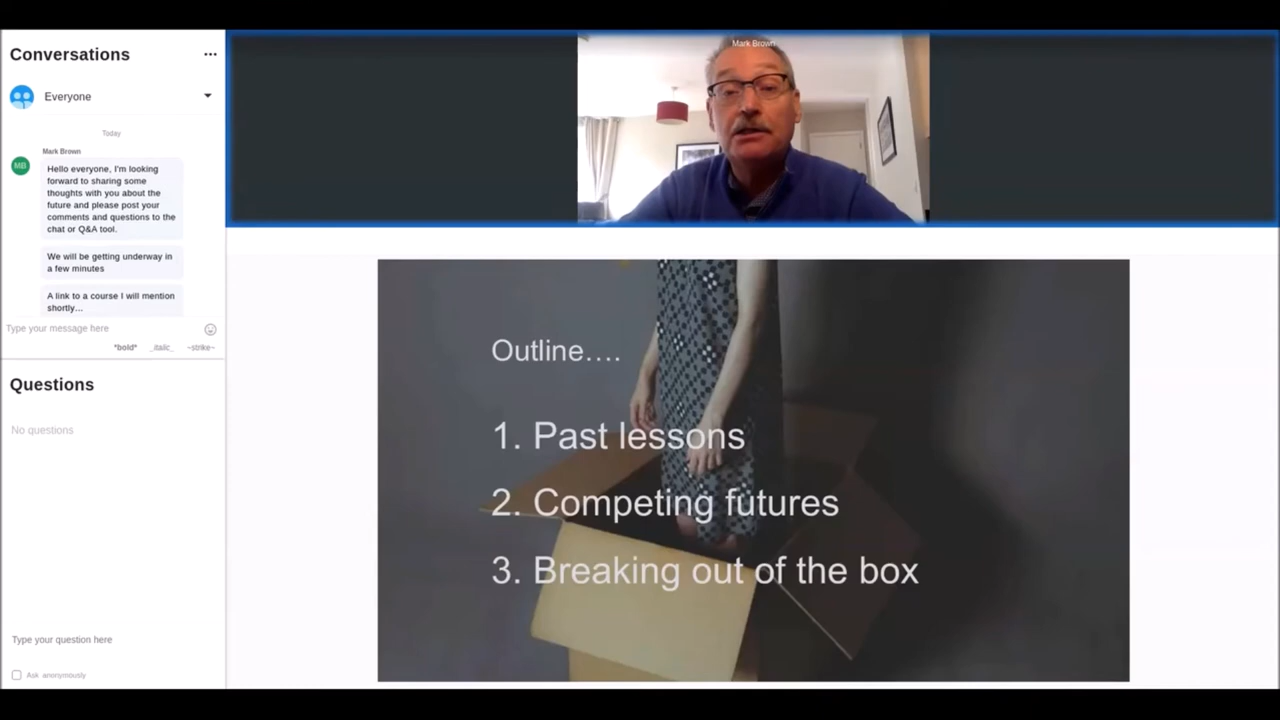 Conversations
...
Everyone
Today
Mark Brown
MB
Hello everyone, I'm looking
forward to sharing some
thoughts with you about the
future and please post your
comments and questions to the
chat or Q&A tool.
We will be getting underway in
a few minutes
A link to a course I will mention
shortly...
Type your message here
*bold* _italic_ ~strike~
Questions
No questions
Type your question here
Ask anonymously
Mark Brown
Outline....
1. Past lessons
2. Competing futures
3. Breaking out of the box